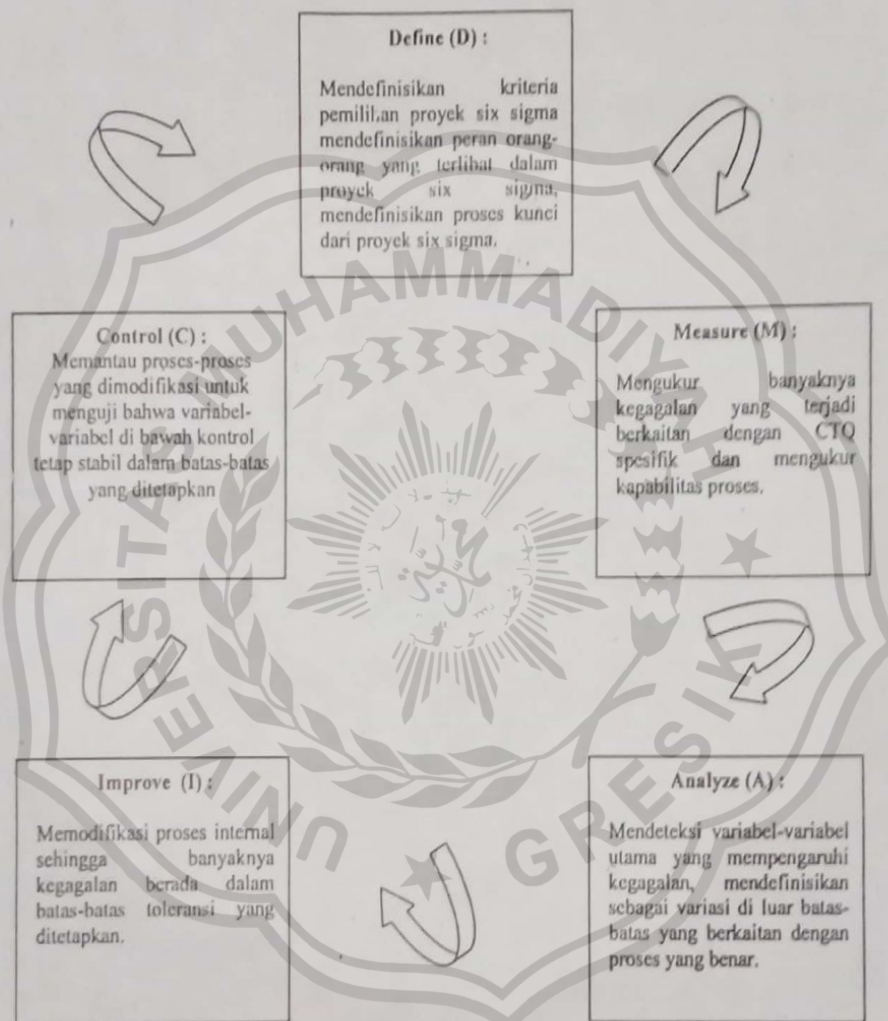 Define (D) :
Mendefinisikan kriteria
pemilihan proyek six sigma
mendefinisikan peran orang-
orang yang terlibat dalam
proyek six sigma,
mendefinisikan proses kunci
dari proyek six sigma.
Control (C) :
Memantau proses-proses
yang dimodifikasi untuk
menguji bahwa variabel-
variabel di bawah kontrol
tetap stabil dalam batas-batas
yang ditetapkan
Measure (M) :
Mengukur banyaknya
kegagalan yang terjadi
berkaitan dengan CTQ
spesifik dan mengukur
kapabilitas proses.
Improve (I) :
Memodifikasi proses internal
sehingga banyaknya
kegagalan berada dalam
batas-batas toleransi yang
ditetapkan.
Analyze (A) :
Mendeteksi variabel-variabel
utama yang mempengaruhi
kegagalan, mendefinisikan
sebagai variasi di luar batas-
batas yang berkaitan dengan
proses yang benar.
UNIVERSITAS MUHAMMADIYAH
GRESIK